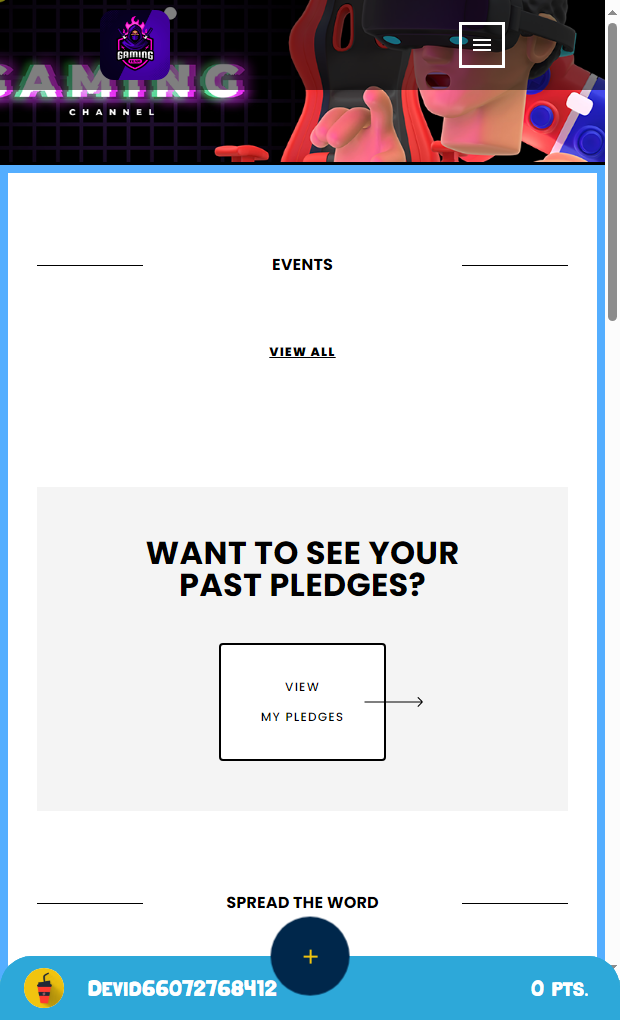 GAMING
GAMING
CHANNEL
EVENTS
VIEW ALL
WANT TO SEE YOUR
PAST PLEDGES?
VIEW
MY PLEDGES
SPREAD THE WORD
+
Devid66072768412
0 PTS.